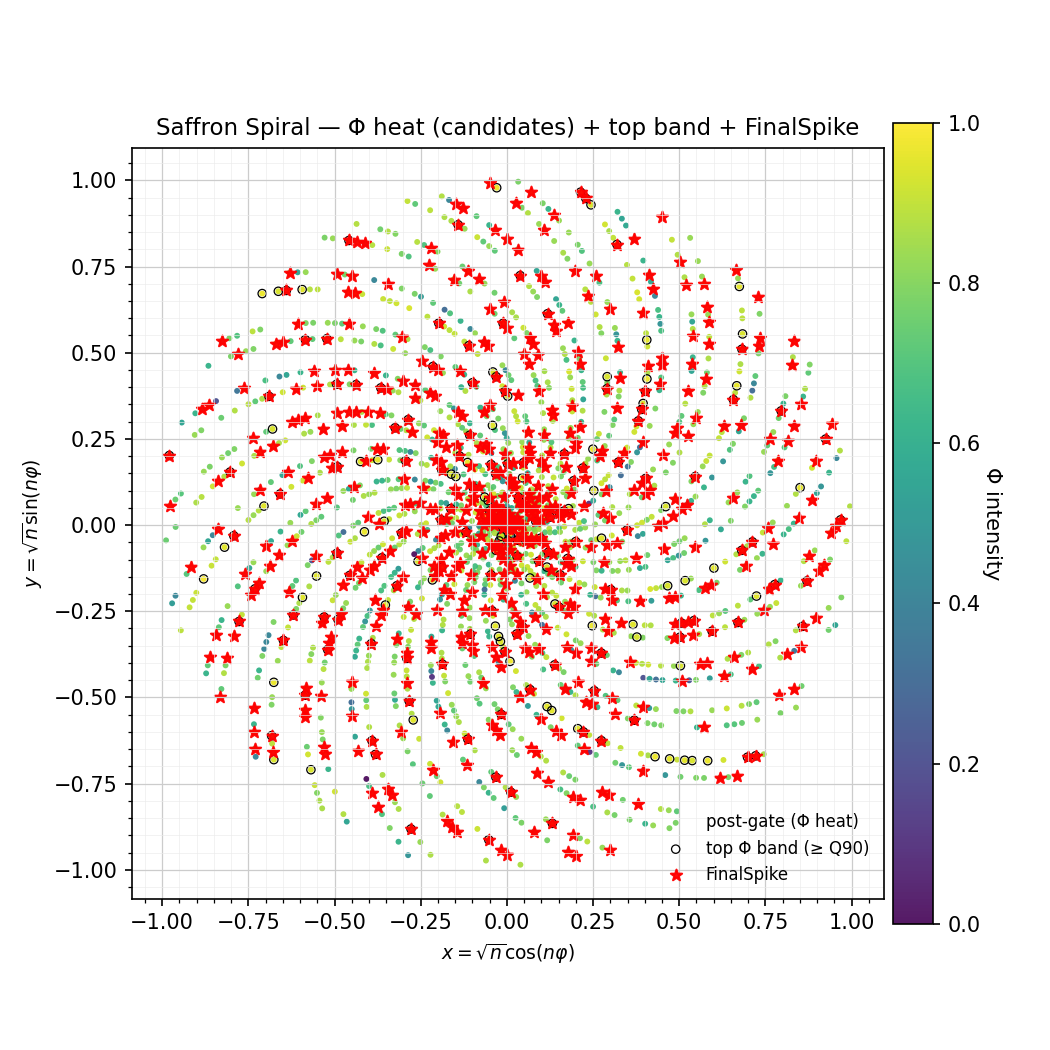 Saffron Spiral — Φ heat (candidates) + top band + FinalSpike
1.00
0.75
0.50
0.25
0.00
−0.25
−0.50
−0.75
−1.00
y = √n sin(nφ)
−1.00 −0.75 −0.50 −0.25 0.00 0.25 0.50 0.75 1.00
x = √n cos(nφ)
post-gate (Φ heat)
top Φ band (≥ Q90)
FinalSpike
1.0
0.8
0.6
0.4
0.2
0.0
Φ intensity